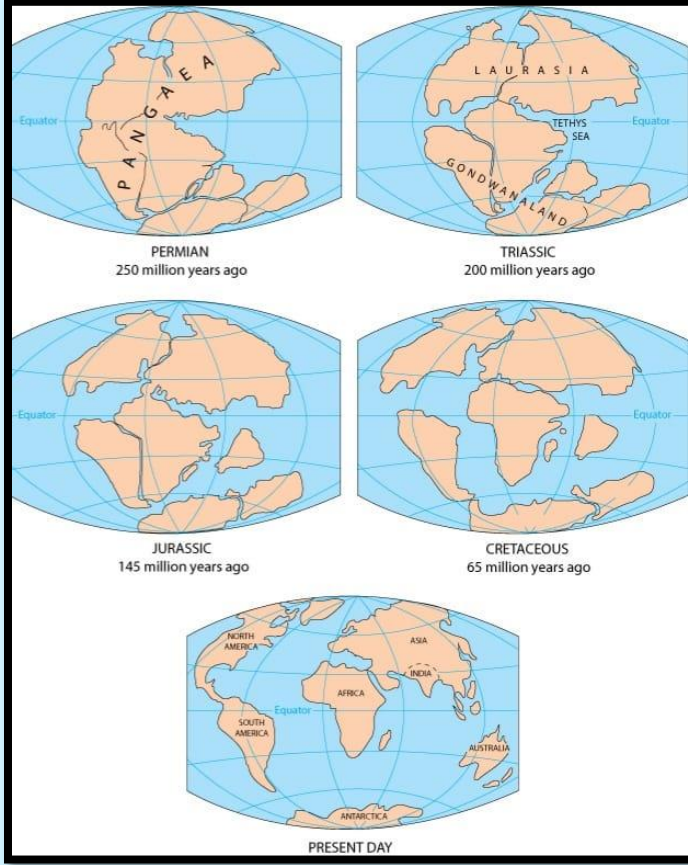 Equator
PANGAEA
PERMIAN
250 million years ago
LAURASIA
TETHYS
SEA
Equator
GONDWANALAND
TRIASSIC
200 million years ago
Equator
JURASSIC
145 million years ago
Equator
CRETACEOUS
65 million years ago
NORTH
AMERICA
ASIA
INDIA
AFRICA
Equator
SOUTH
AMERICA
AUSTRALIA
ANTARCTICA
PRESENT DAY